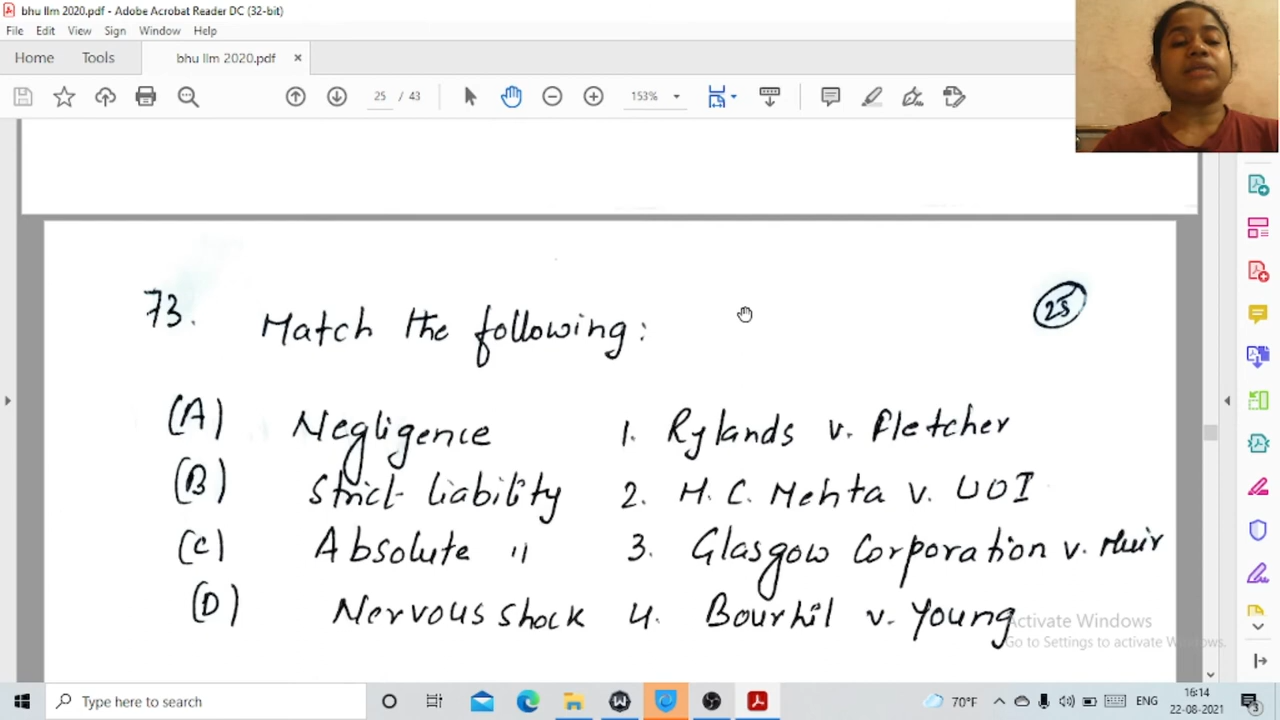 bhu llm 2020.pdf - Adobe Acrobat Reader DC (32-bit)
File Edit View Sign Window Help
Home Tools bhu llm 2020.pdf ×
25 / 43 153%
73. Match the following: 25
(A) Negligence 1. Rylands v. Fletcher
(B) Strict liability 2. M. C. Mehta v. UOI
(C) Absolute " 3. Glasgow Corporation v. Muir
(D) Nervous shock 4. Bourhil v. Young
Activate Windows
Go to Settings to activate Windows.
Type here to search
70°F ENG 16:14
22-08-2021
3